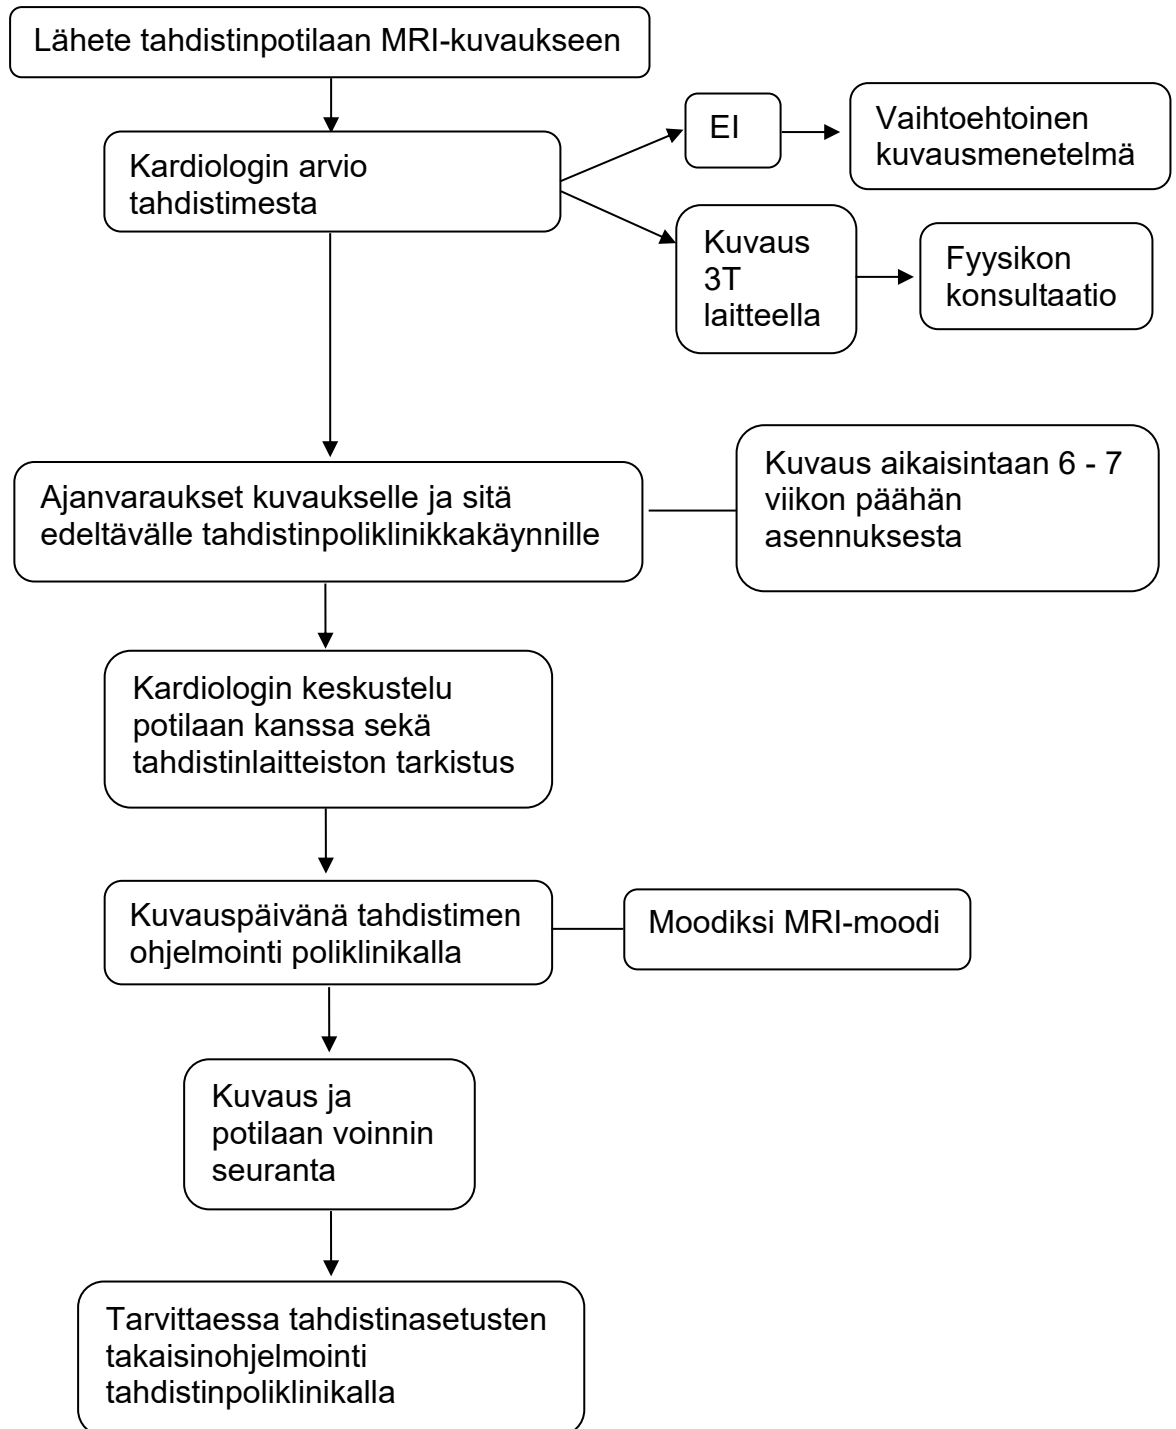 Lähete tahdistinpotilaan MRI-kuvaukseen
Kardiologin arvio
tahdistimesta
EI
Vaihtoehtoinen
kuvausmenetelmä
Kuvaus
3T
laitteella
Fyysikon
konsultaatio
Ajanvaraukset kuvaukselle ja sitä
edeltävälle tahdistinpoliklinikkakäynnille
Kuvaus aikaisintaan 6 - 7
viikon päähän
asennuksesta
Kardiologin keskustelu
potilaan kanssa sekä
tahdistinlaitteiston tarkistus
Kuvauspäivänä tahdistimen
ohjelmointi poliklinikalla
Moodiksi MRI-moodi
Kuvaus ja
potilaan voinnin
seuranta
Tarvittaessa tahdistinasetusten
takaisinohjelmointi
tahdistinpoliklinikalla